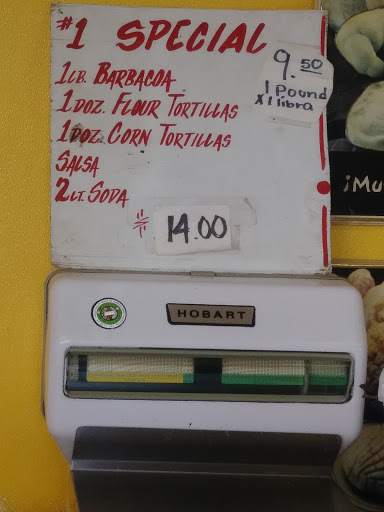 #1 SPECIAL
1LB. BARBACOA
1DOZ. FLOUR TORTILLAS
1DOZ. CORN TORTILLAS
SALSA
2LT. SODA
$ 14.00
9.50
1 Pound
x 1 libra
¡Mu
HOBART